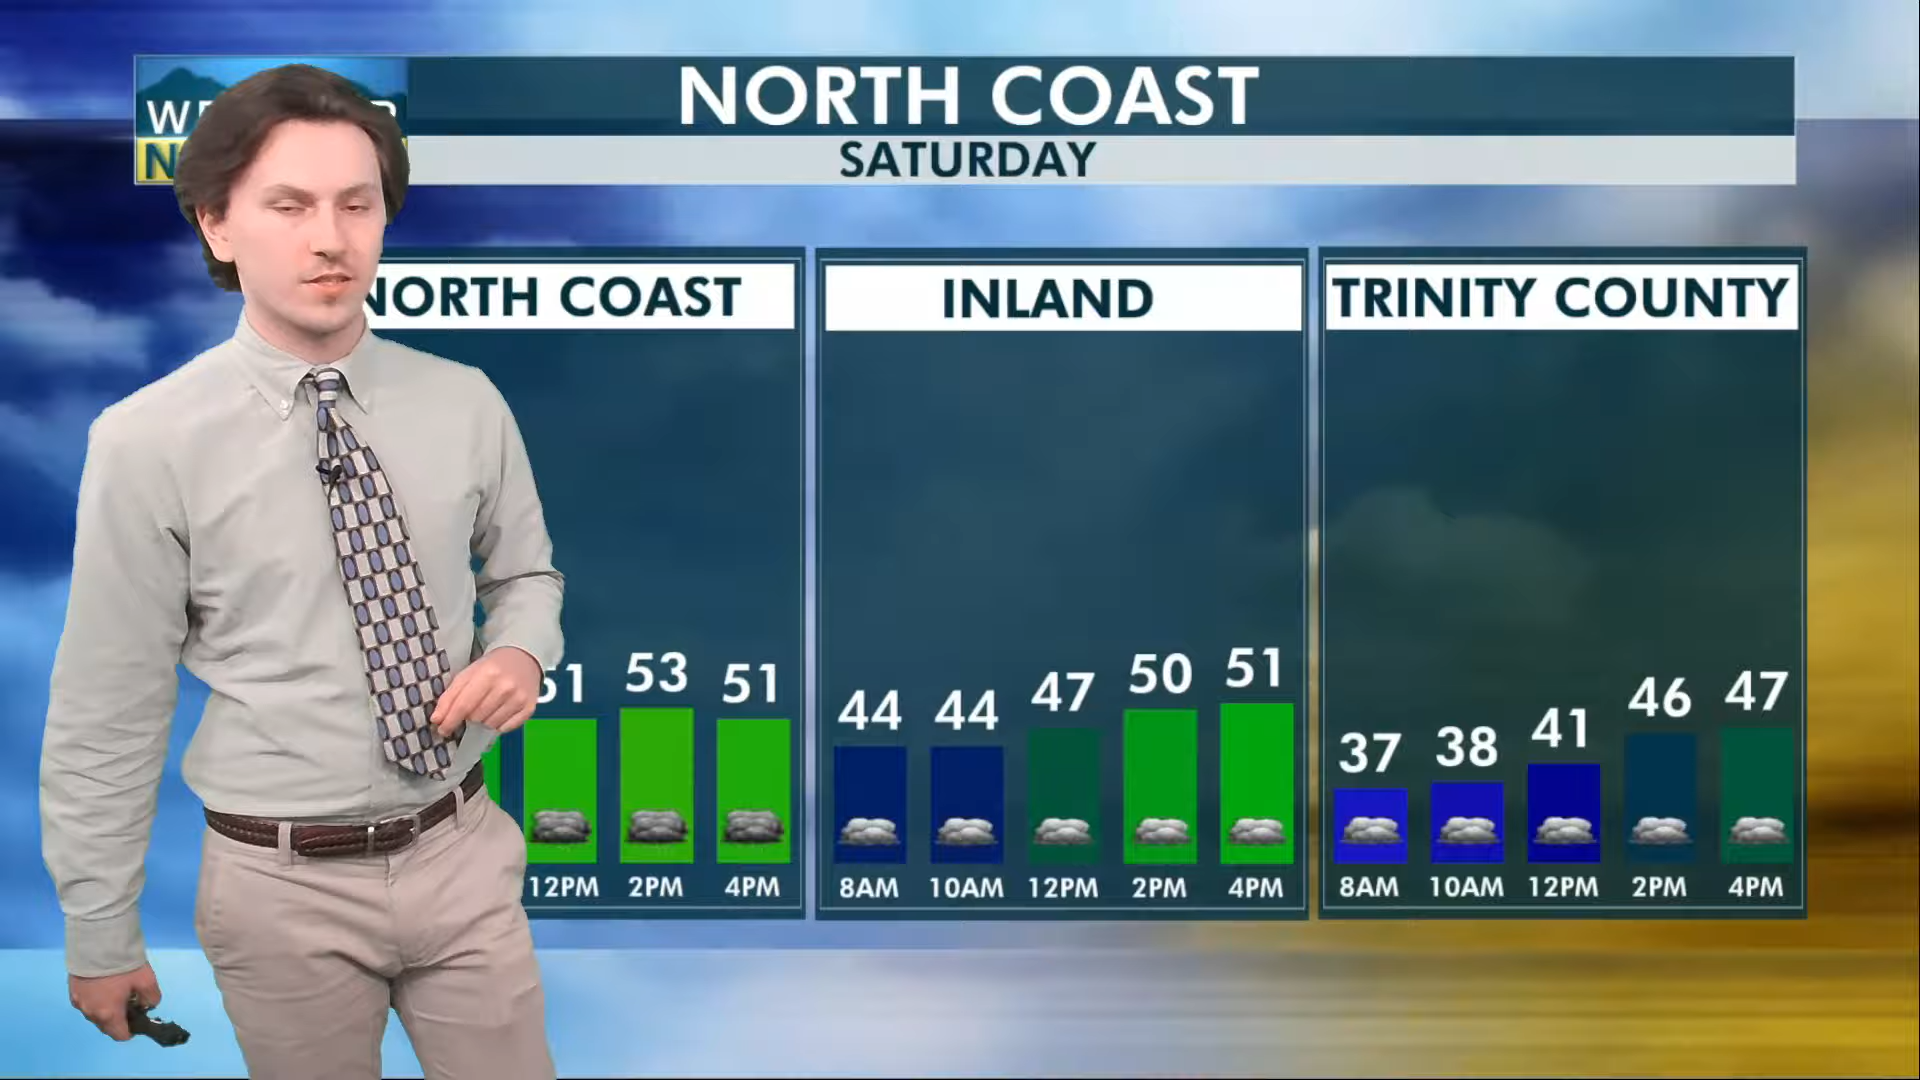 NORTH COAST
SATURDAY
NORTH COAST
INLAND
TRINITY COUNTY
51 53 51
44 44 47 50 51
37 38 41 46 47
12PM 2PM 4PM
8AM 10AM 12PM 2PM 4PM
8AM 10AM 12PM 2PM 4PM